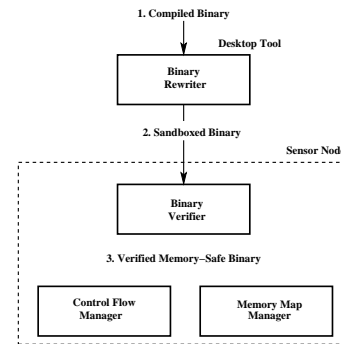 1. Compiled Binary
Desktop Tool
Binary
Rewriter
2. Sandboxed Binary
Sensor Node
Binary
Verifier
3. Verified Memory−Safe Binary
Control Flow
Manager
Memory Map
Manager